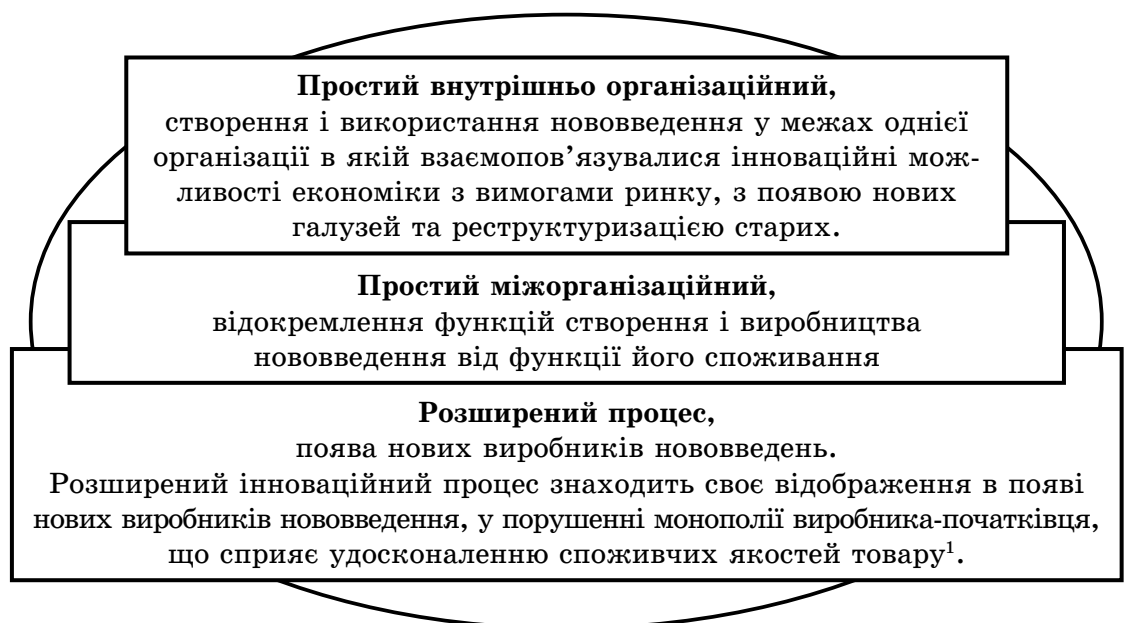 Простий внутрішньо організаційний,
створення і використання нововведення у межах однієї
організації в якій взаємопов’язувалися інноваційні мож-
ливості економіки з вимогами ринку, з появою нових
галузей та реструктуризацією старих.
Простий міжорганізаційний,
відокремлення функцій створення і виробництва
нововведення від функції його споживання
Розширений процес,
поява нових виробників нововведень.
Розширений інноваційний процес знаходить своє відображення в появі
нових виробників нововведення, у порушенні монополії виробника-початківця,
що сприяє удосконаленню споживчих якостей товару¹.